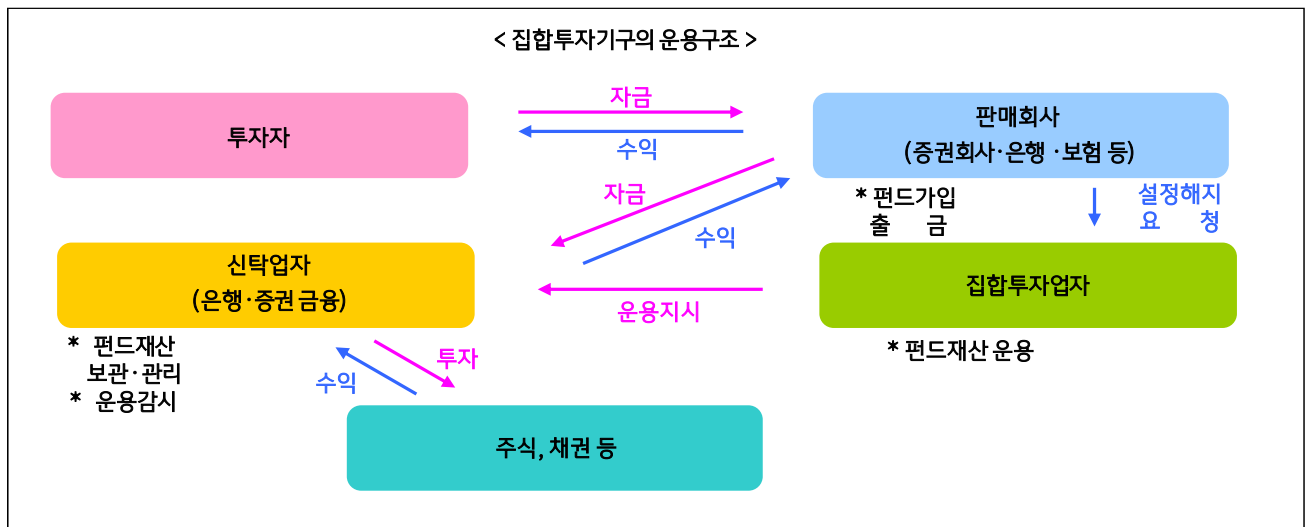 < 집합투자기구의 운용구조 >
자금
투자자
수익
판매회사
(증권회사·은행 ·보험 등)
자금
수익
* 펀드가입
출 금
설정해지
요 청
신탁업자
(은행·증권 금융)
운용지시
집합투자업자
* 펀드재산
보관·관리
* 운용감시
수익
투자
* 펀드재산 운용
주식, 채권 등